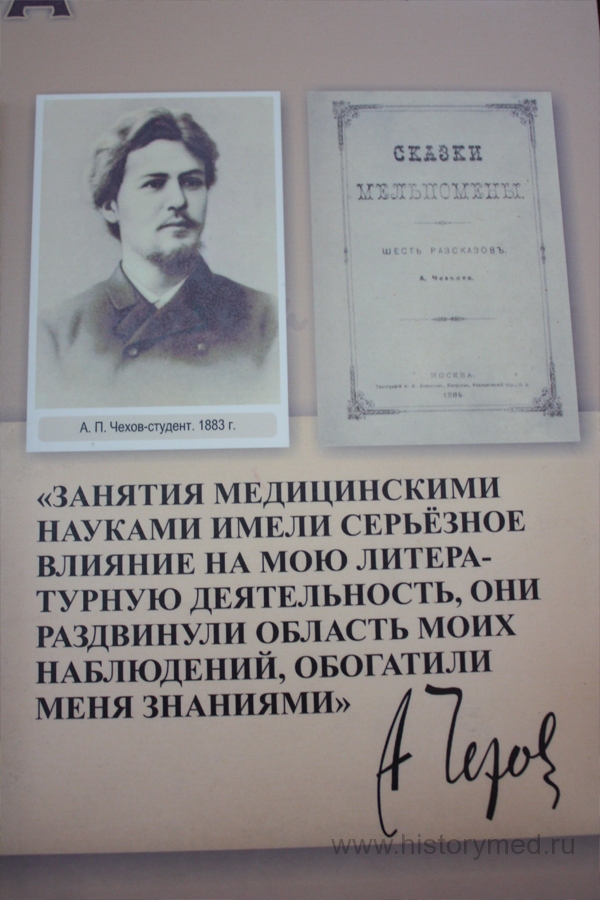 А
СКАЗКИ
МЕЛЬПОМЕНЫ.
ШЕСТЬ РАЗСКАЗОВЪ.
А. Чехонте.
МОСКВА.
1884.
А. П. Чехов-студент. 1883 г.
«ЗАНЯТИЯ МЕДИЦИНСКИМИ
НАУКАМИ ИМЕЛИ СЕРЬЁЗНОЕ
ВЛИЯНИЕ НА МОЮ ЛИТЕРА-
ТУРНУЮ ДЕЯТЕЛЬНОСТЬ, ОНИ
РАЗДВИНУЛИ ОБЛАСТЬ МОИХ
НАБЛЮДЕНИЙ, ОБОГАТИЛИ
МЕНЯ ЗНАНИЯМИ»
А Чехов
www.historymed.ru